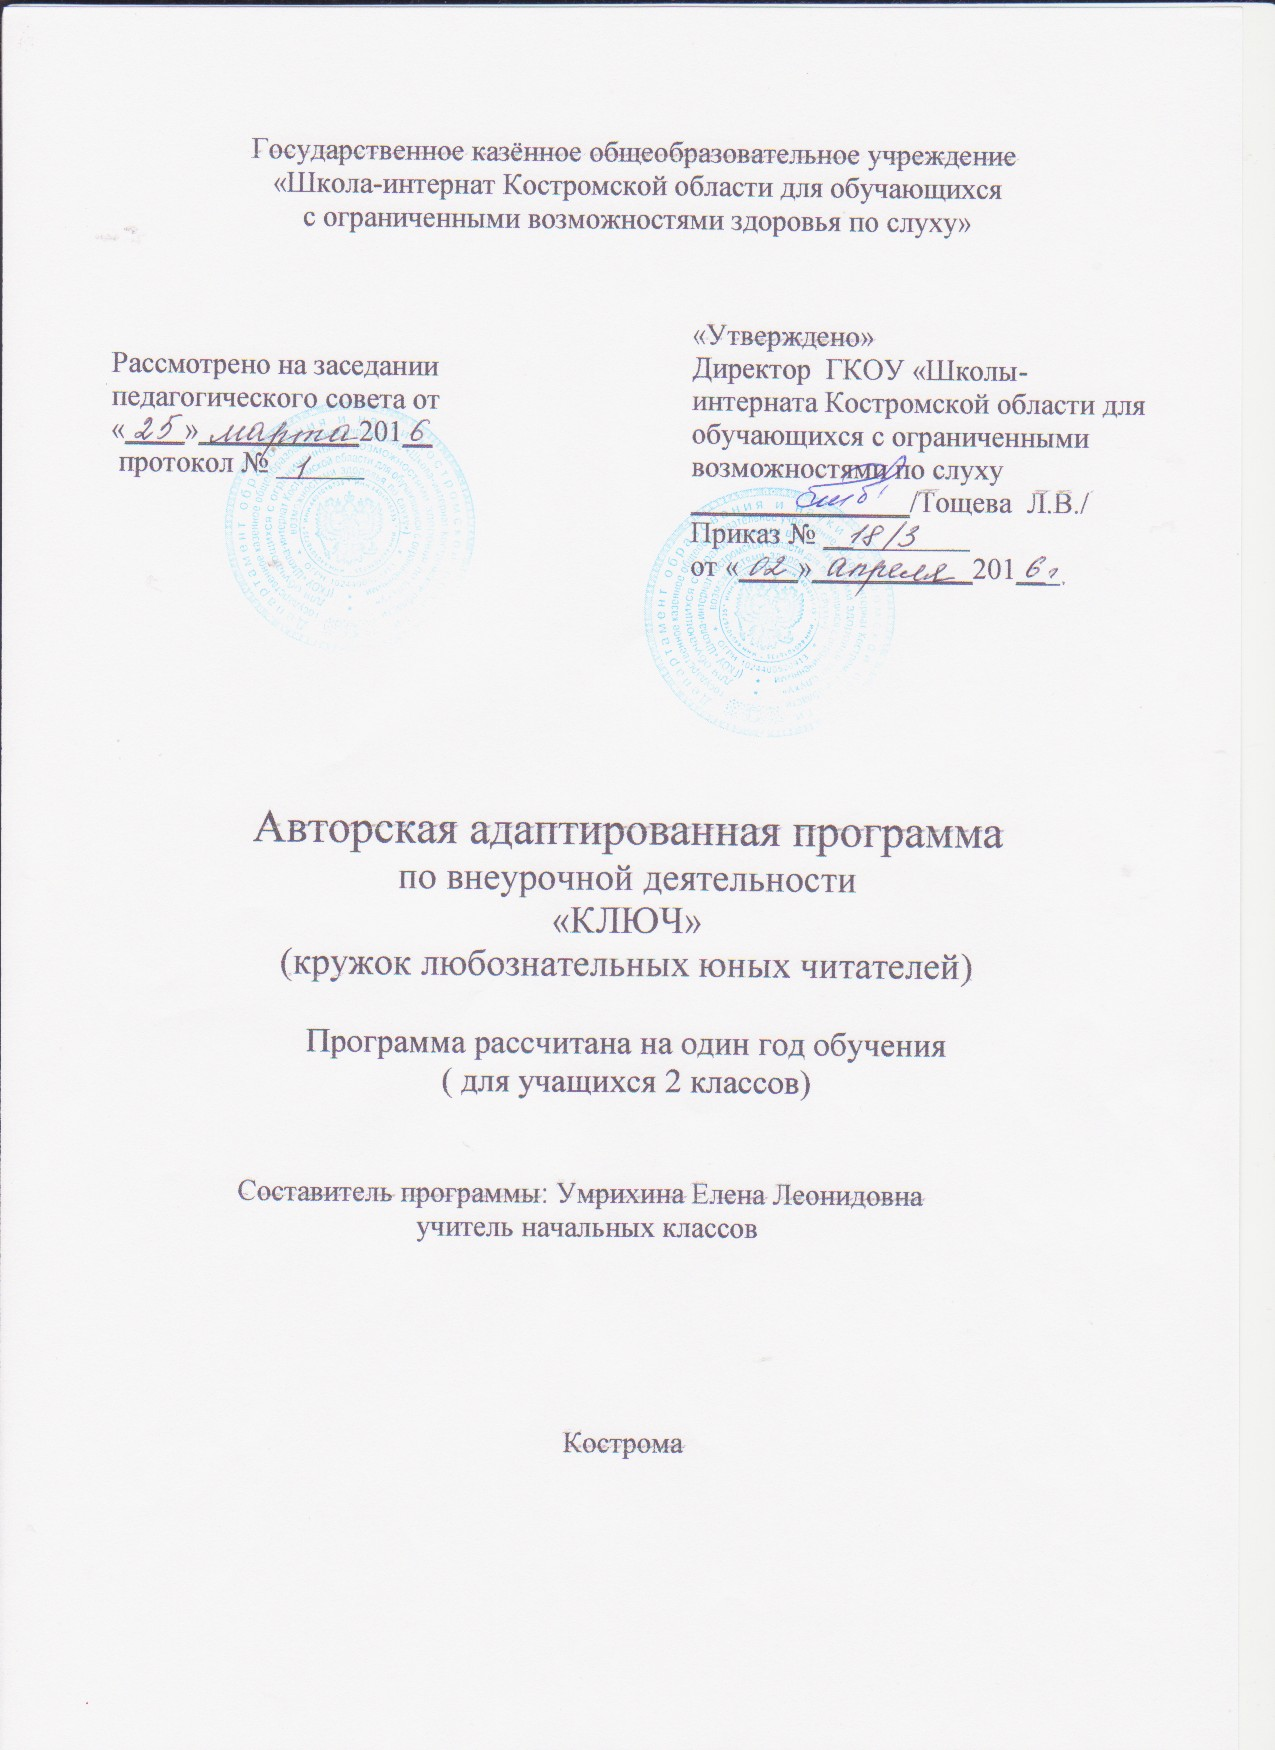 Государственное казённое общеобразовательное учреждение
«Школа-интернат Костромской области для обучающихся
с ограниченными возможностями здоровья по слуху»
Рассмотрено на заседании
педагогического совета от
«25» марта 2016
протокол № 1
«Утверждено»
Директор ГКОУ «Школы-
интерната Костромской области для
обучающихся с ограниченными
возможностями по слуху
/Тощева Л.В./
Приказ № 18/3
от «02» апреля 2016 г.
Авторская адаптированная программа
по внеурочной деятельности
«КЛЮЧ»
(кружок любознательных юных читателей)
Программа рассчитана на один год обучения
( для учащихся 2 классов)
Составитель программы: Умрихина Елена Леонидовна
учитель начальных классов
Кострома